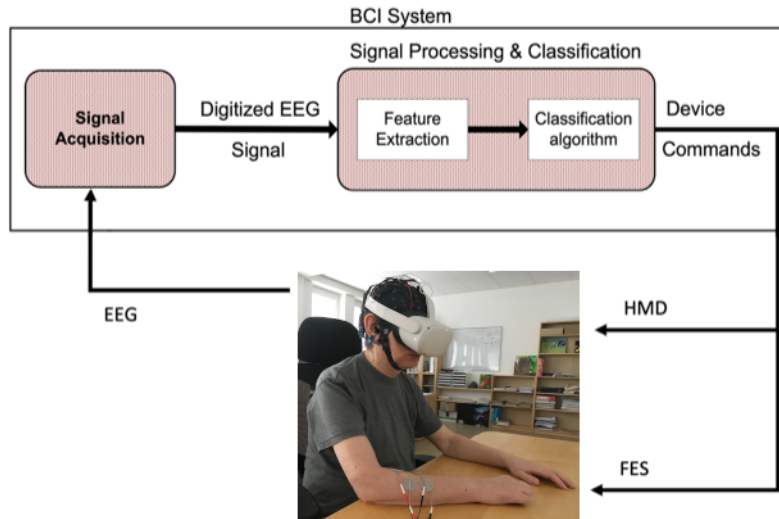 BCI System
Signal Processing & Classification
Signal
Acquisition
Digitized EEG
Signal
Feature
Extraction
Classification
algorithm
Device
Commands
EEG
HMD
FES